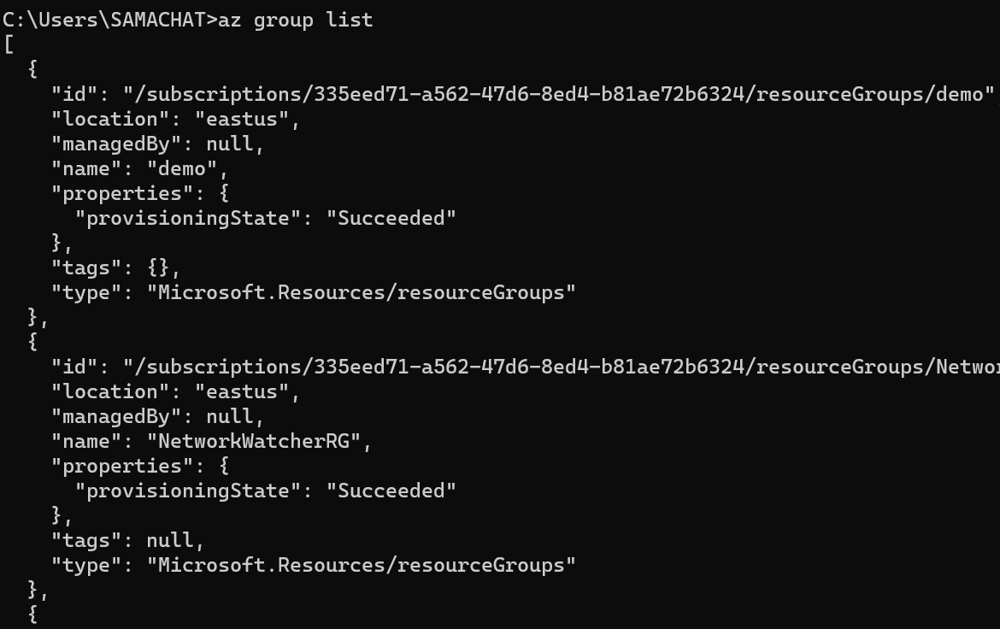 C:\Users\SAMACHAT>az group list
[
  {
    "id": "/subscriptions/335eed71-a562-47d6-8ed4-b81ae72b6324/resourceGroups/demo"
    "location": "eastus",
    "managedBy": null,
    "name": "demo",
    "properties": {
      "provisioningState": "Succeeded"
    },
    "tags": {},
    "type": "Microsoft.Resources/resourceGroups"
  },
  {
    "id": "/subscriptions/335eed71-a562-47d6-8ed4-b81ae72b6324/resourceGroups/Networ
    "location": "eastus",
    "managedBy": null,
    "name": "NetworkWatcherRG",
    "properties": {
      "provisioningState": "Succeeded"
    },
    "tags": null,
    "type": "Microsoft.Resources/resourceGroups"
  },
  {